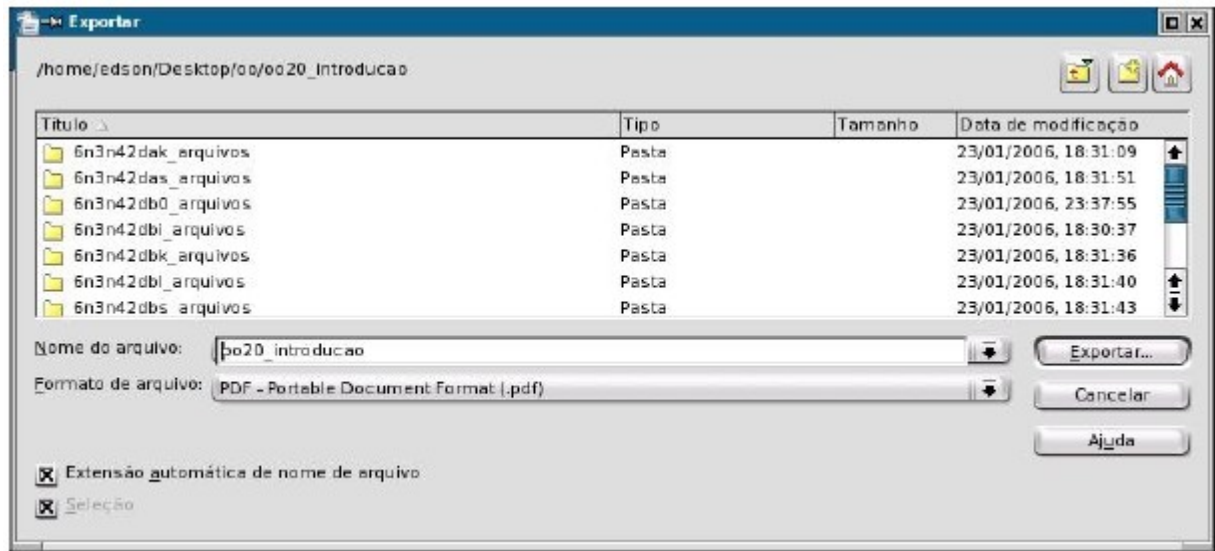 Exportar
/home/edson/Desktop/oo/oo20_introducao
Título Tipo Tamanho Data de modificação
6n3n42dak_arquivos Pasta 23/01/2006, 18:31:09
6n3n42das_arquivos Pasta 23/01/2006, 18:31:51
6n3n42db0_arquivos Pasta 23/01/2006, 23:37:55
6n3n42dbi_arquivos Pasta 23/01/2006, 18:30:37
6n3n42dbk_arquivos Pasta 23/01/2006, 18:31:36
6n3n42dbl_arquivos Pasta 23/01/2006, 18:31:40
6n3n42dbs_arquivos Pasta 23/01/2006, 18:31:43
Nome do arquivo: oo20_introducao Exportar...
Formato de arquivo: PDF - Portable Document Format (.pdf) Cancelar
Ajuda
Extensão automática de nome de arquivo
Seleção